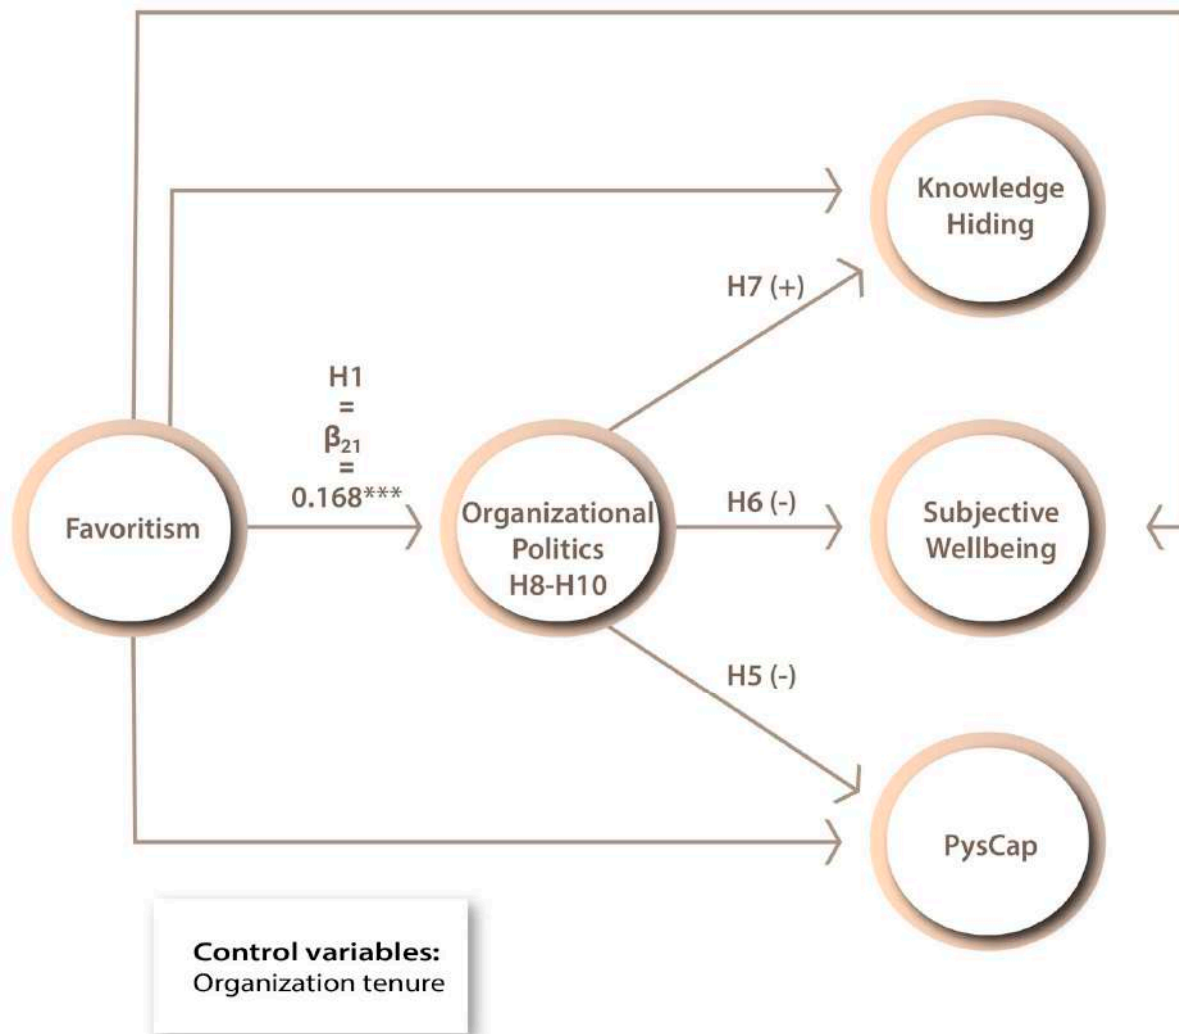 Knowledge
Hiding
H7 (+)
H1
=
β₂₁
=
0.168***
Favoritism
Organizational
Politics
H8-H10
H6 (-)
Subjective
Wellbeing
H5 (-)
PysCap
Control variables:
Organization tenure